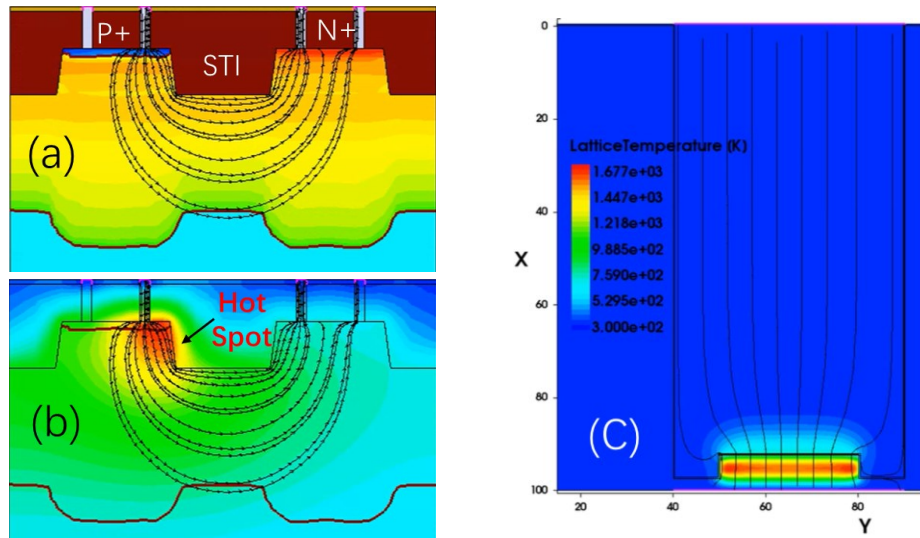 P+
N+
STI
(a)
Hot
Spot
(b)
0
20
40
60
80
100
X
LatticeTemperature (K)
1.677e+03
1.447e+03
1.218e+03
9.885e+02
7.590e+02
5.295e+02
3.000e+02
(C)
20
40
60
80
Y